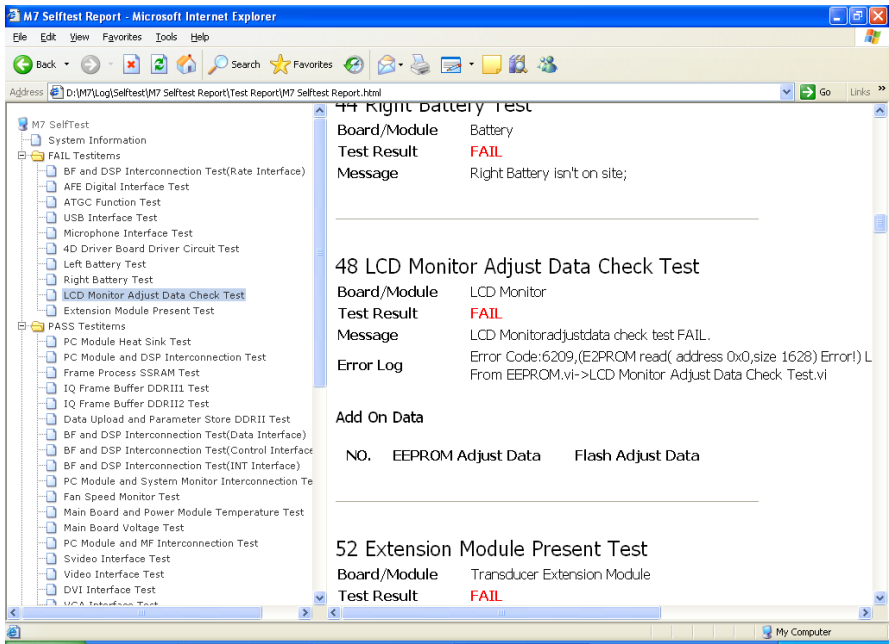 M7 Selftest Report - Microsoft Internet Explorer
File Edit View Favorites Tools Help
Back Search Favorites
Address D:\M7\Log\Selftest\M7 Selftest Report\Test Report\M7 Selftest Report.html Go Links »
M7 SelfTest
System Information
FAIL Testitems
BF and DSP Interconnection Test(Rate Interface)
AFE Digital Interface Test
ATGC Function Test
USB Interface Test
Microphone Interface Test
4D Driver Board Driver Circuit Test
Left Battery Test
Right Battery Test
LCD Monitor Adjust Data Check Test
Extension Module Present Test
PASS Testitems
PC Module Heat Sink Test
PC Module and DSP Interconnection Test
Frame Process SSRAM Test
IQ Frame Buffer DDRII1 Test
IQ Frame Buffer DDRII2 Test
Data Upload and Parameter Store DDRII Test
BF and DSP Interconnection Test(Data Interface)
BF and DSP Interconnection Test(Control Interface
BF and DSP Interconnection Test(INT Interface)
PC Module and System Monitor Interconnection Te
Fan Speed Monitor Test
Main Board and Power Module Temperature Test
Main Board Voltage Test
PC Module and MF Interconnection Test
Svideo Interface Test
Video Interface Test
DVI Interface Test
VGA Interface Test
44 Right Battery Test
Board/Module Battery
Test Result FAIL
Message Right Battery isn't on site;
48 LCD Monitor Adjust Data Check Test
Board/Module LCD Monitor
Test Result FAIL
Message LCD Monitoradjustdata check test FAIL.
Error Log Error Code:6209,(E2PROM read( address 0x0,size 1628) Error!) L
From EEPROM.vi->LCD Monitor Adjust Data Check Test.vi
Add On Data
NO. EEPROM Adjust Data Flash Adjust Data
52 Extension Module Present Test
Board/Module Transducer Extension Module
Test Result FAIL
My Computer